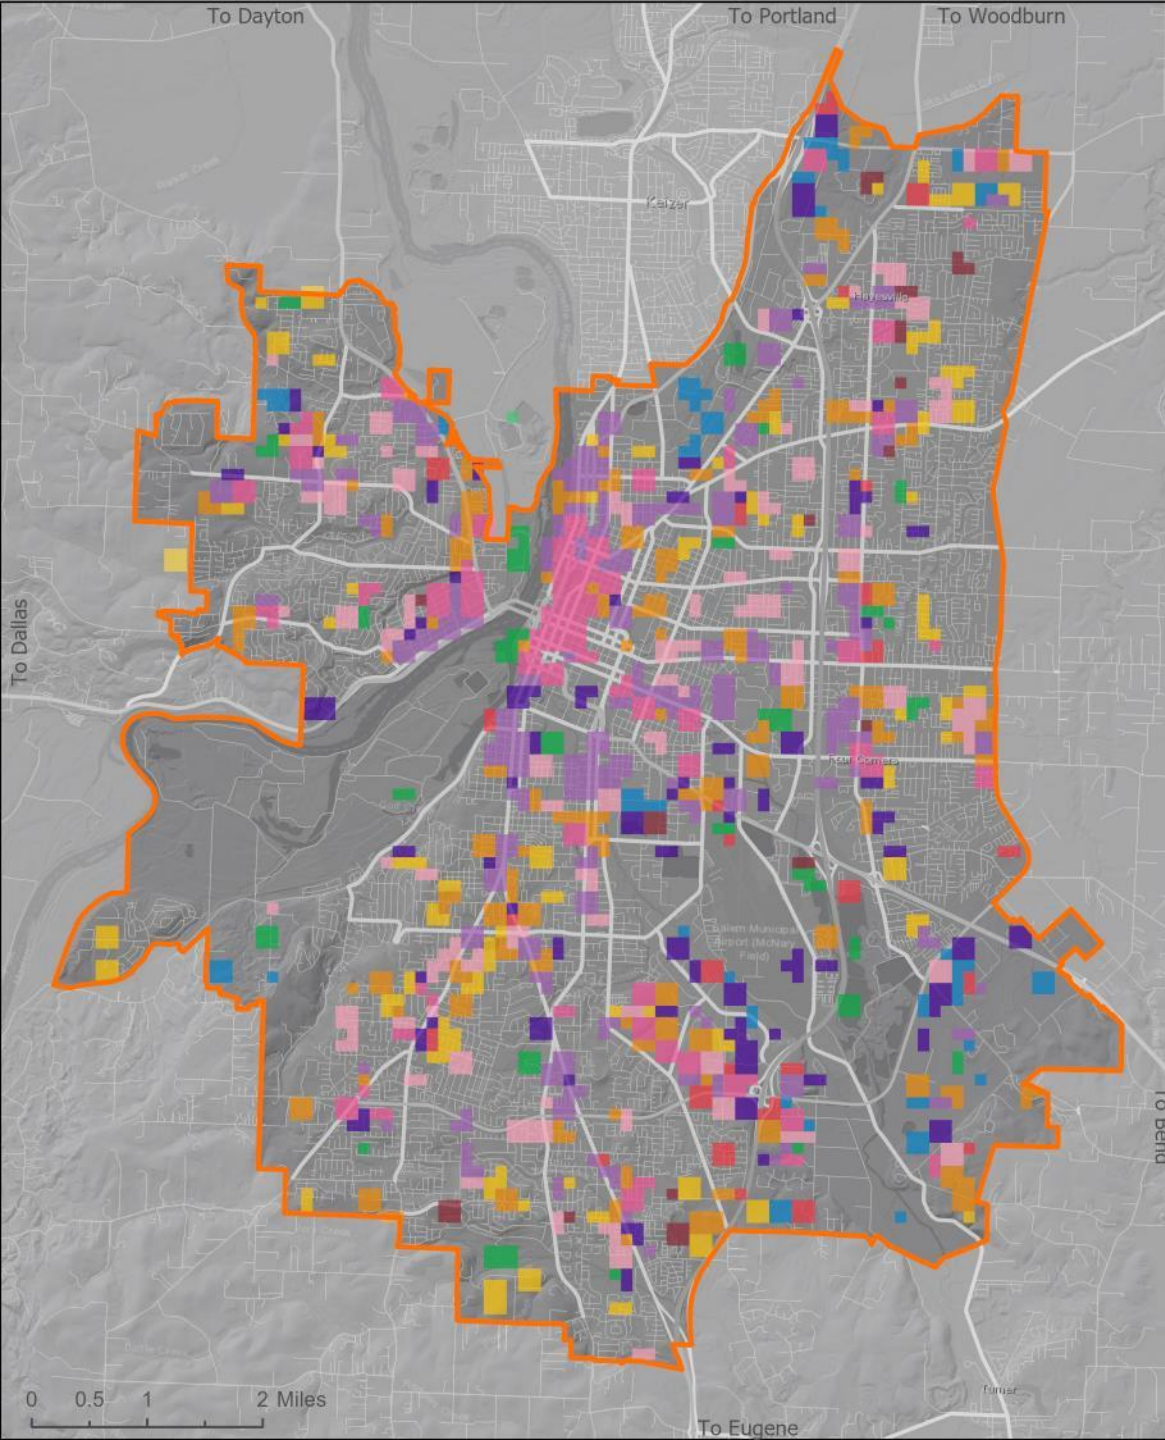 To Dayton
To Portland
To Woodburn
Keizer
Hayesville
To Dallas
Four Corners
Salem Municipal
Airport (McNary
Field)
To Bend
Turner
0 0.5 1 2 Miles
To Eugene